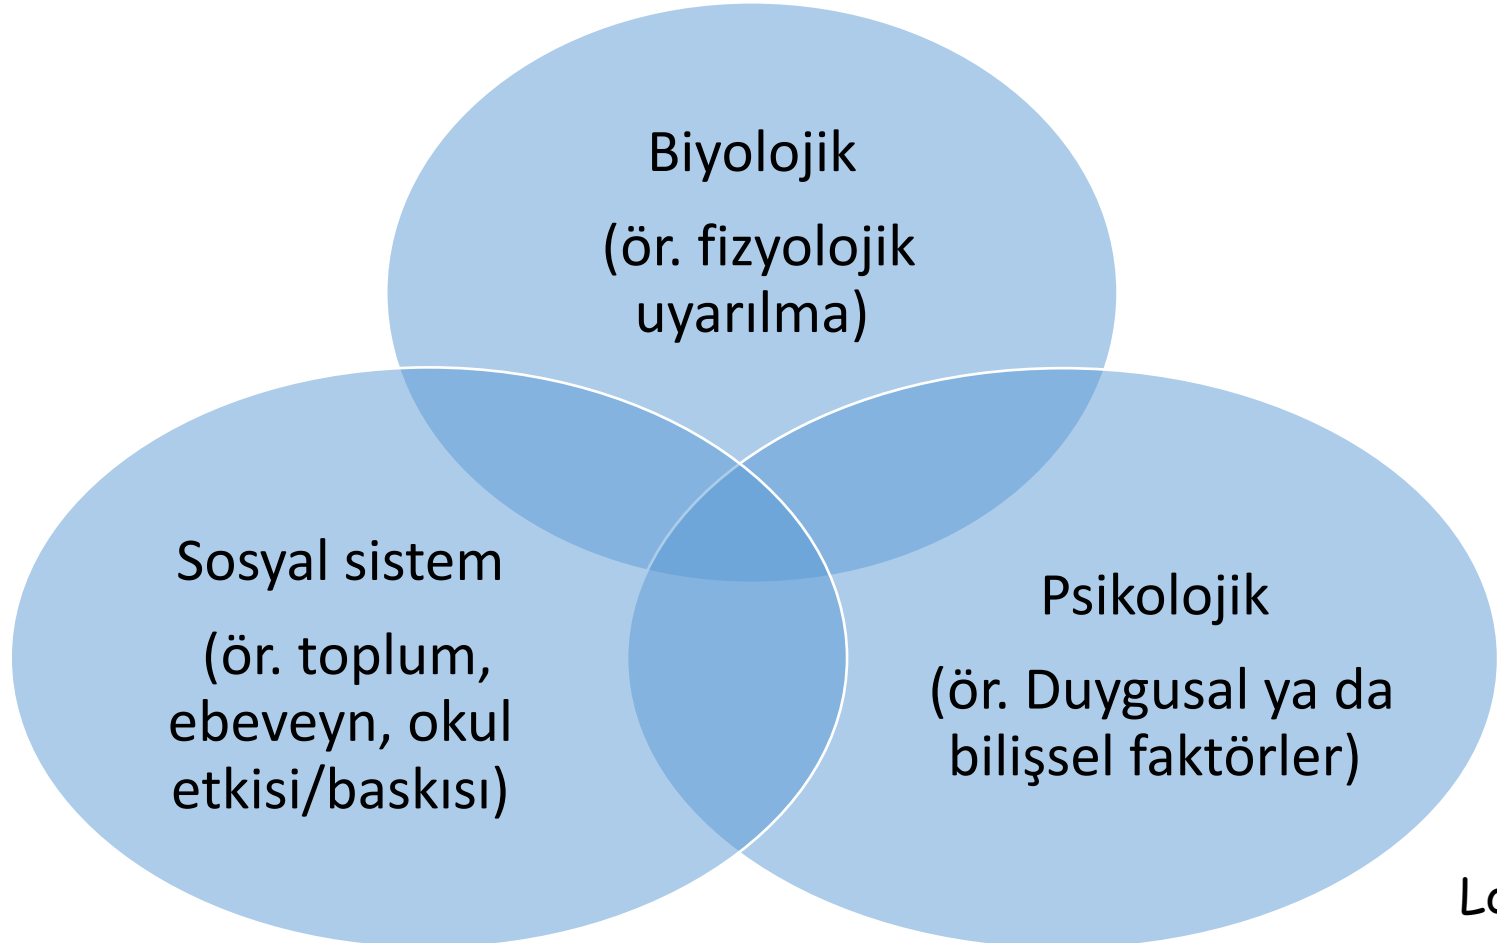 Biyolojik
(ör. fizyolojik
uyarılma)
Sosyal sistem
(ör. toplum,
ebeveyn, okul
etkisi/baskısı)
Psikolojik
(ör. Duygusal ya da
bilişsel faktörler)